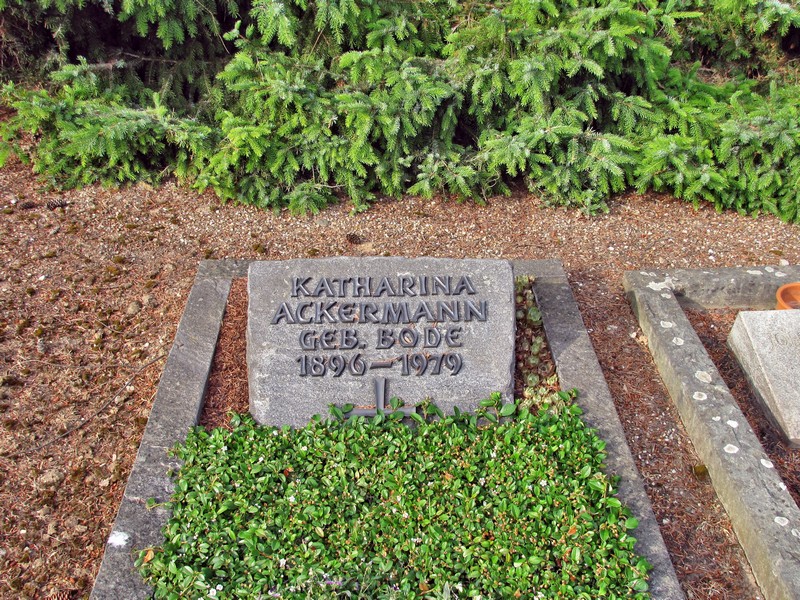 KATHARINA
ACKERMANN
GEB. BODE
1896–1979